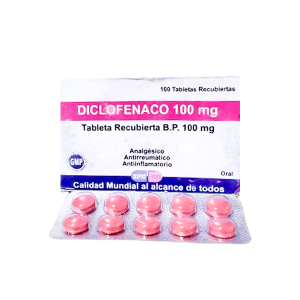 100 Tabletas Recubiertas
DICLOFENACO 100 mg
Tableta Recubierta B.P. 100 mg
Analgésico
Antirreumático
Antiinflamatorio
GMP
Oral
Calidad Mundial al alcance de todos